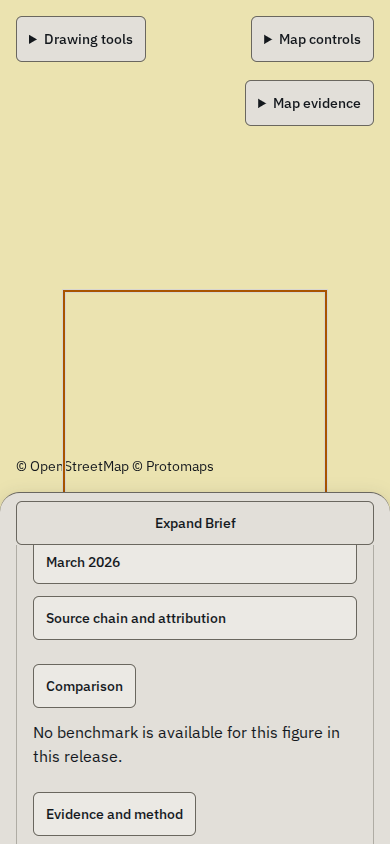 Drawing tools
Map controls
Map evidence
© OpenStreetMap © Protomaps
Expand Brief
March 2026
Source chain and attribution
Comparison
No benchmark is available for this figure in
this release.
Evidence and method